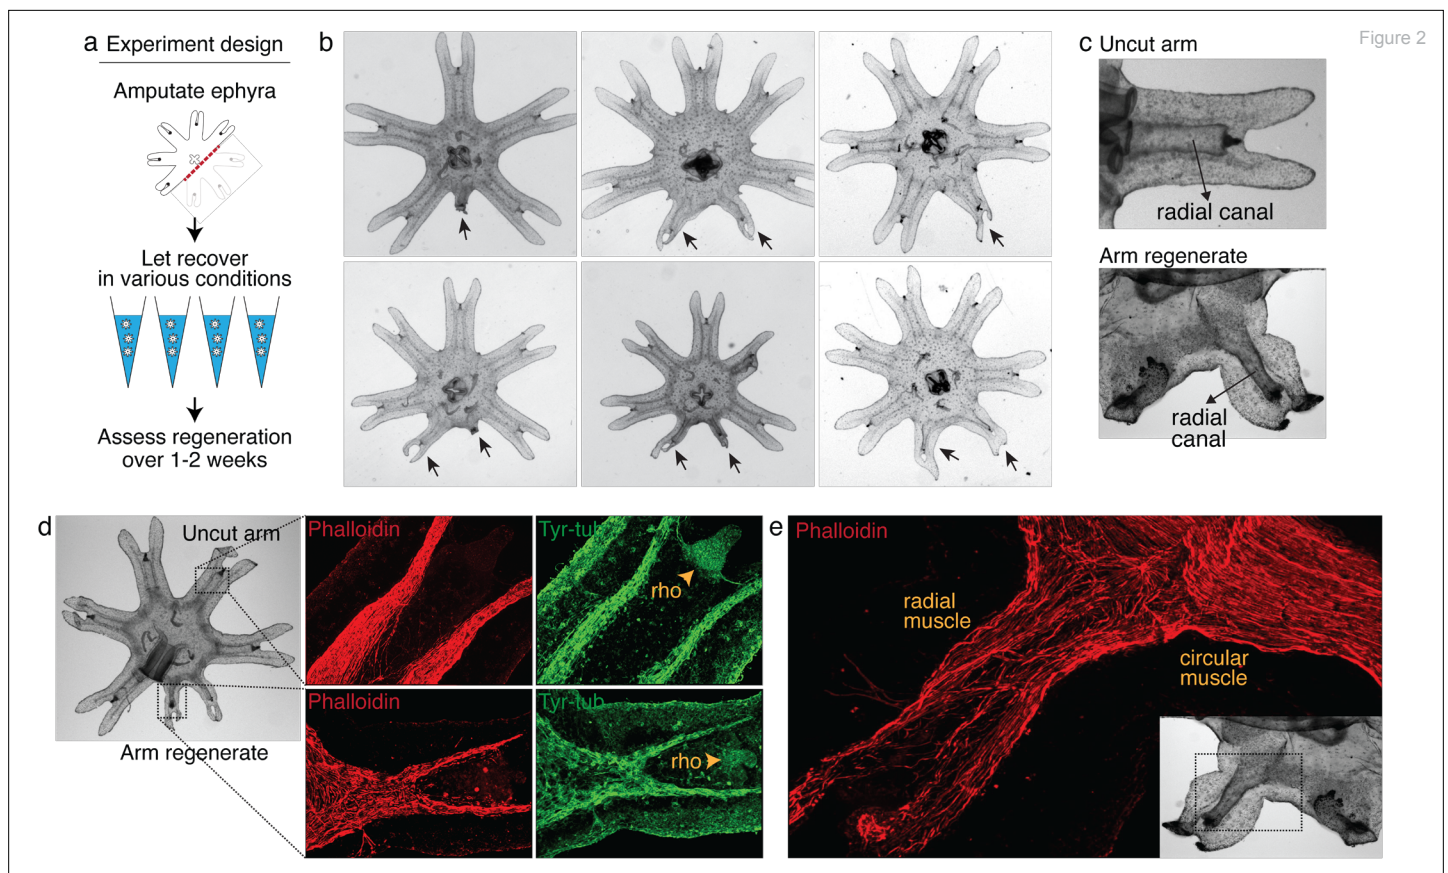 Figure 2
a Experiment design
Amputate ephyra
Let recover
in various conditions
Assess regeneration
over 1-2 weeks
b
c Uncut arm
radial canal
Arm regenerate
radial
canal
d
Uncut arm
Arm regenerate
Phalloidin
Tyr-tub
rho
Phalloidin
Tyr-tub
rho
e
Phalloidin
radial
muscle
circular
muscle